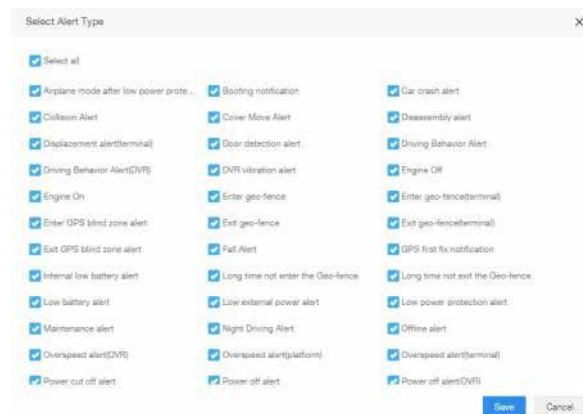 Select Alert Type
Select all
Airplane mode after low power prote... Booting notification Car crash alert
Collision Alert Cover Move Alert Disassembly alert
Displacement alert(terminal) Door detection alert Driving Behavior Alert
Driving Behavior Alert(DVR) DVR vibration alert Engine Off
Engine On Enter geo-fence Enter geo-fence(terminal)
Enter GPS blind zone alert Exit geo-fence Exit geo-fence(terminal)
Exit GPS blind zone alert Fall Alert GPS first fix notification
Internal low battery alert Long time not enter the Geo-fence Long time not exit the Geo-fence
Low battery alert Low external power alert Low power protection alert
Maintenance alert Night Driving Alert Offline alert
Overspeed alert(DVR) Overspeed alert(platform) Overspeed alert(terminal)
Power cut off alert Power off alert Power off alert(DVR)
Save Cancel